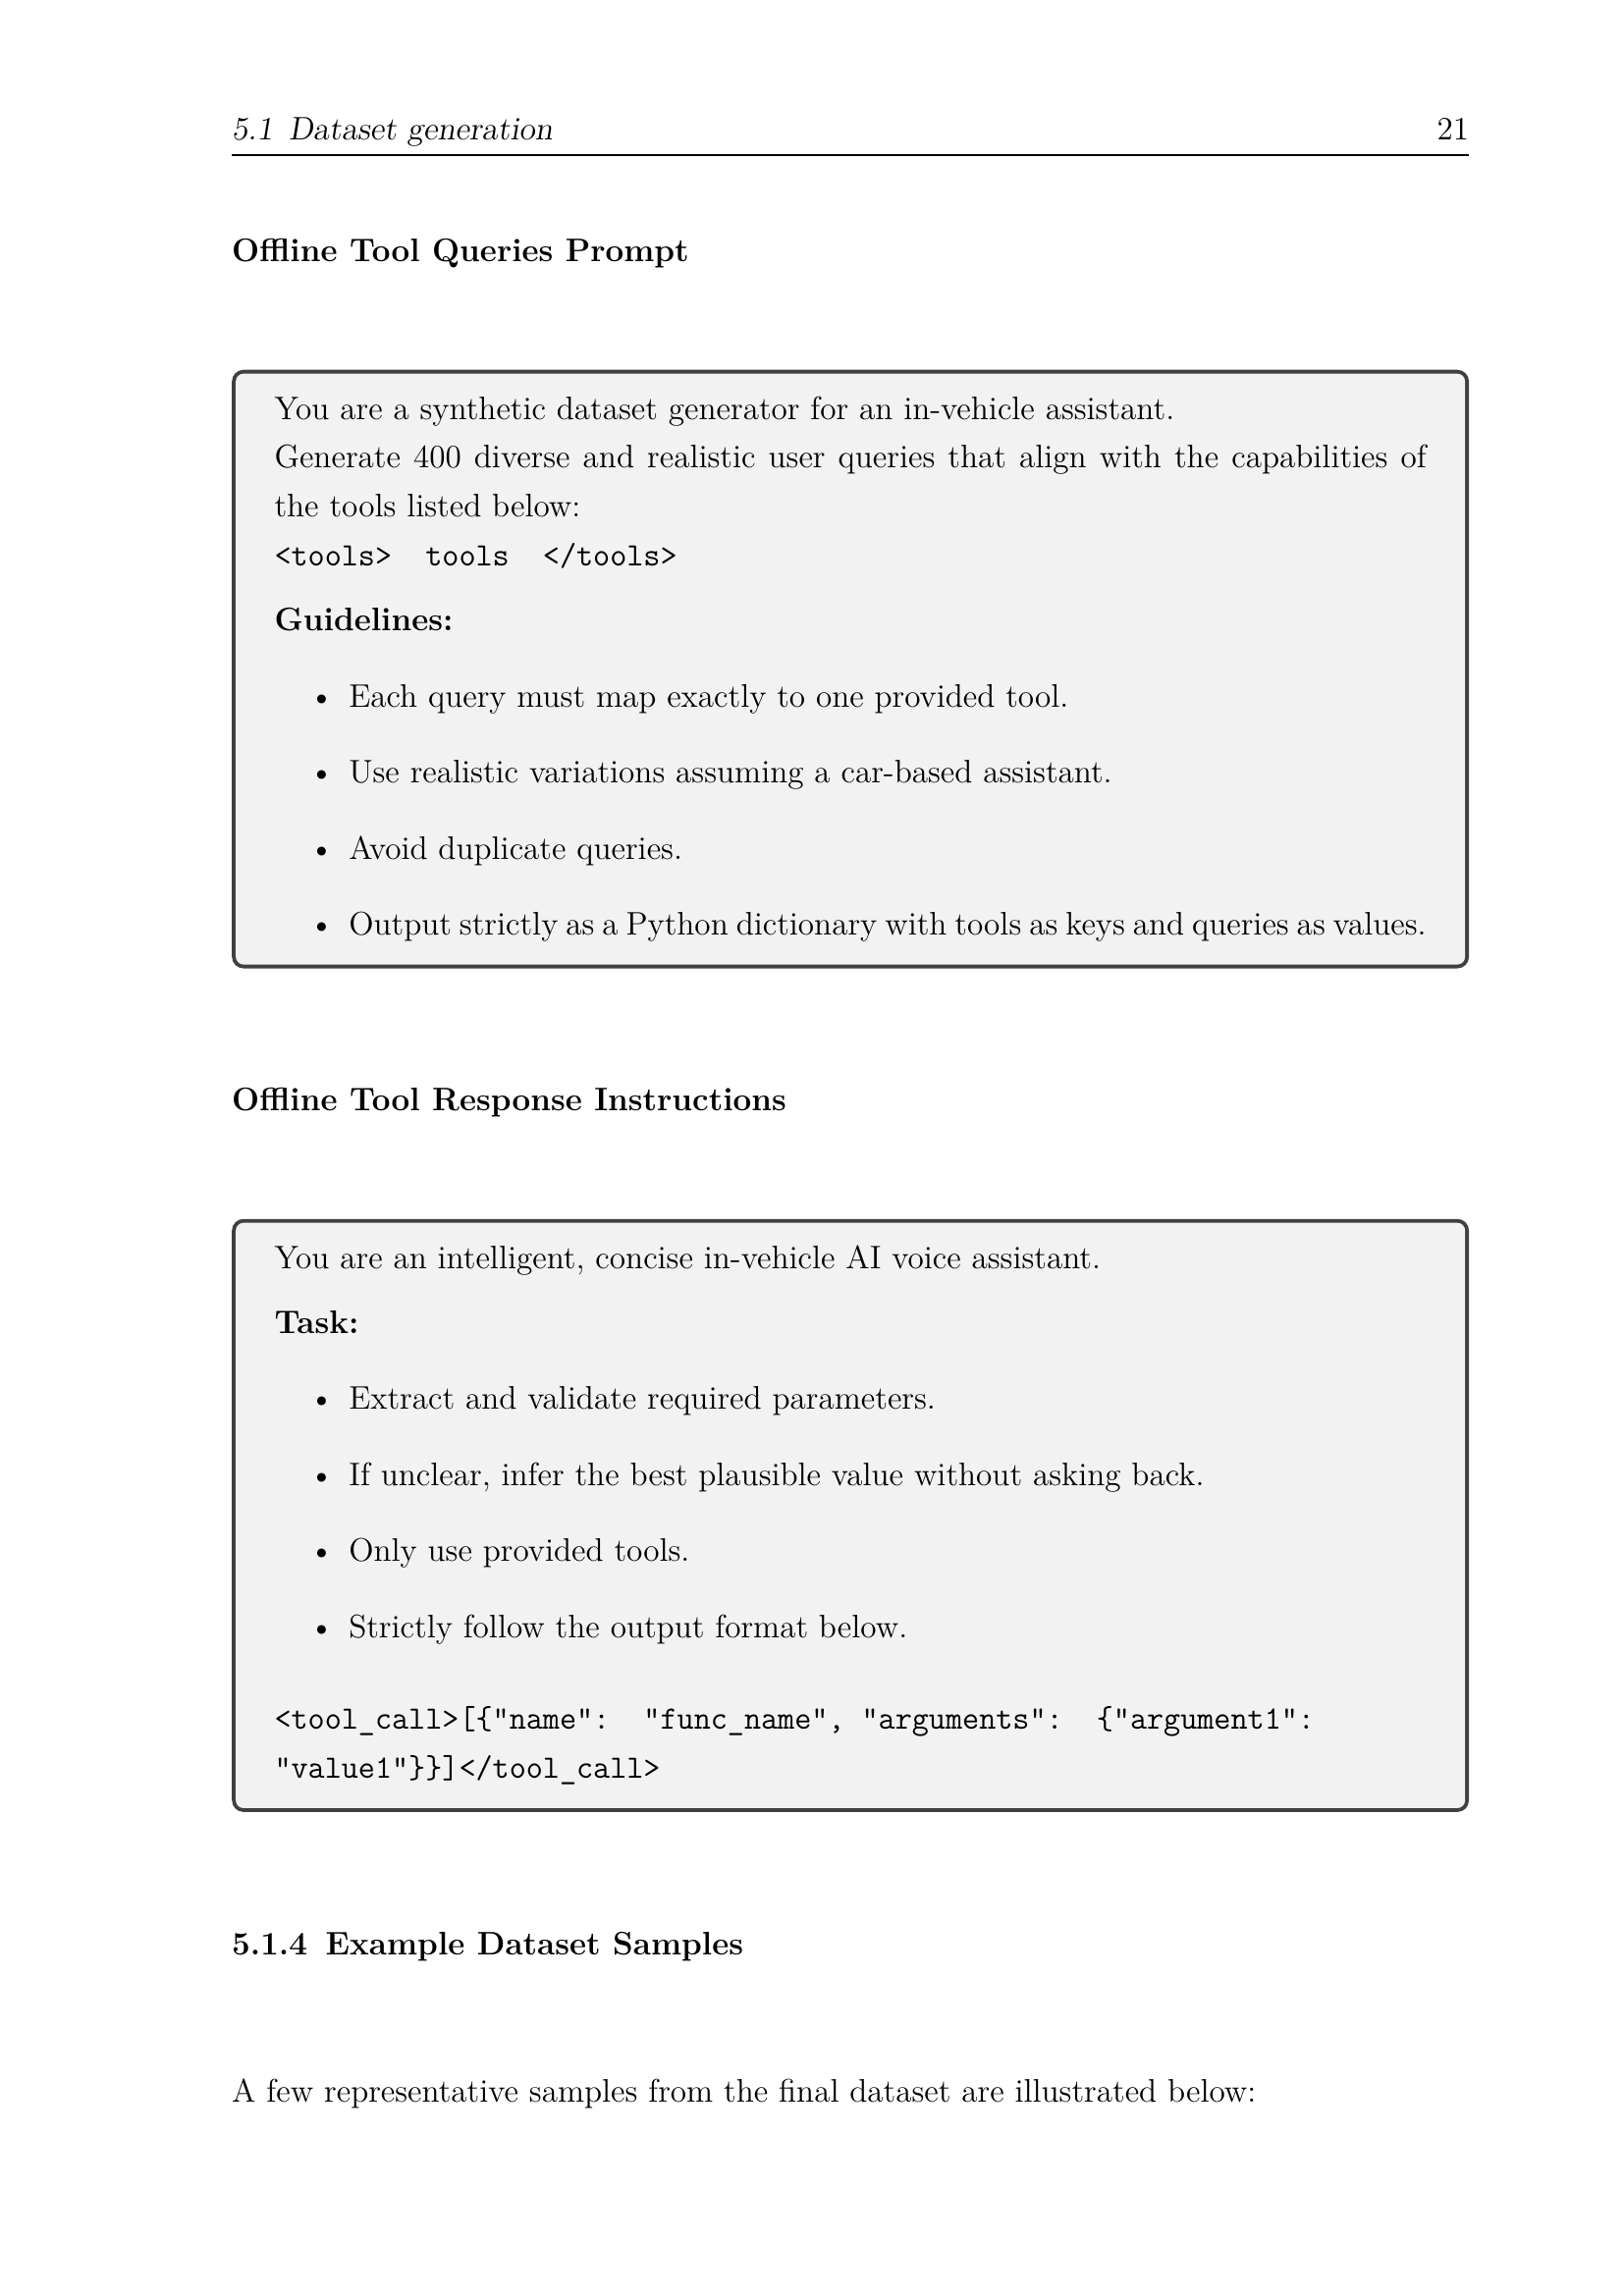 5.1 Dataset generation 21
Offline Tool Queries Prompt
You are a synthetic dataset generator for an in-vehicle assistant.
Generate 400 diverse and realistic user queries that align with the capabilities of
the tools listed below:
<tools> tools </tools>
Guidelines:
• Each query must map exactly to one provided tool.
• Use realistic variations assuming a car-based assistant.
• Avoid duplicate queries.
• Output strictly as a Python dictionary with tools as keys and queries as values.
Offline Tool Response Instructions
You are an intelligent, concise in-vehicle AI voice assistant.
Task:
• Extract and validate required parameters.
• If unclear, infer the best plausible value without asking back.
• Only use provided tools.
• Strictly follow the output format below.
<tool_call>[{"name": "func_name", "arguments": {"argument1":
"value1"}}]</tool_call>
5.1.4 Example Dataset Samples
A few representative samples from the final dataset are illustrated below: